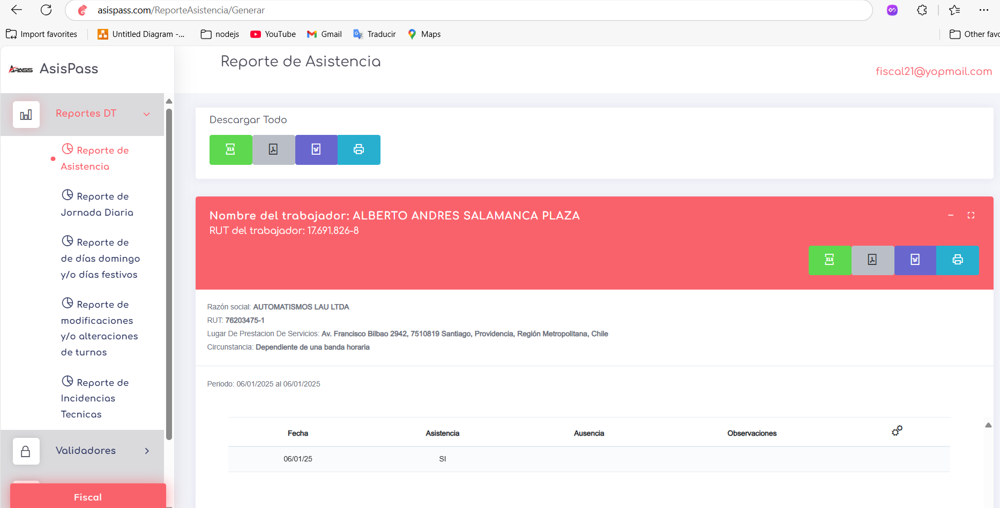 asispass.com/ReporteAsistencia/Generar
Import favorites
Untitled Diagram -...
nodejs
YouTube
Gmail
Traducir
Maps
Other favo
APASS
AsisPass
Reporte de Asistencia
fiscal21@yopmail.com
Reportes DT
Reporte de
Asistencia
Reporte de
Jornada Diaria
Reporte de
de días domingo
y/o días festivos
Reporte de
modificaciones
y/o alteraciones
de turnos
Reporte de
Incidencias
Tecnicas
Validadores
Fiscal
Descargar Todo
XLS
Nombre del trabajador: ALBERTO ANDRES SALAMANCA PLAZA
RUT del trabajador: 17.691.826-8
XLS
Razón social: AUTOMATISMOS LAU LTDA
RUT: 76203475-1
Lugar De Prestacion De Servicios: Av. Francisco Bilbao 2942, 7510819 Santiago, Providencia, Región Metropolitana, Chile
Circunstancia: Dependiente de una banda horaria
Periodo: 06/01/2025 al 06/01/2025
Fecha Asistencia Ausencia Observaciones
06/01/25 SI